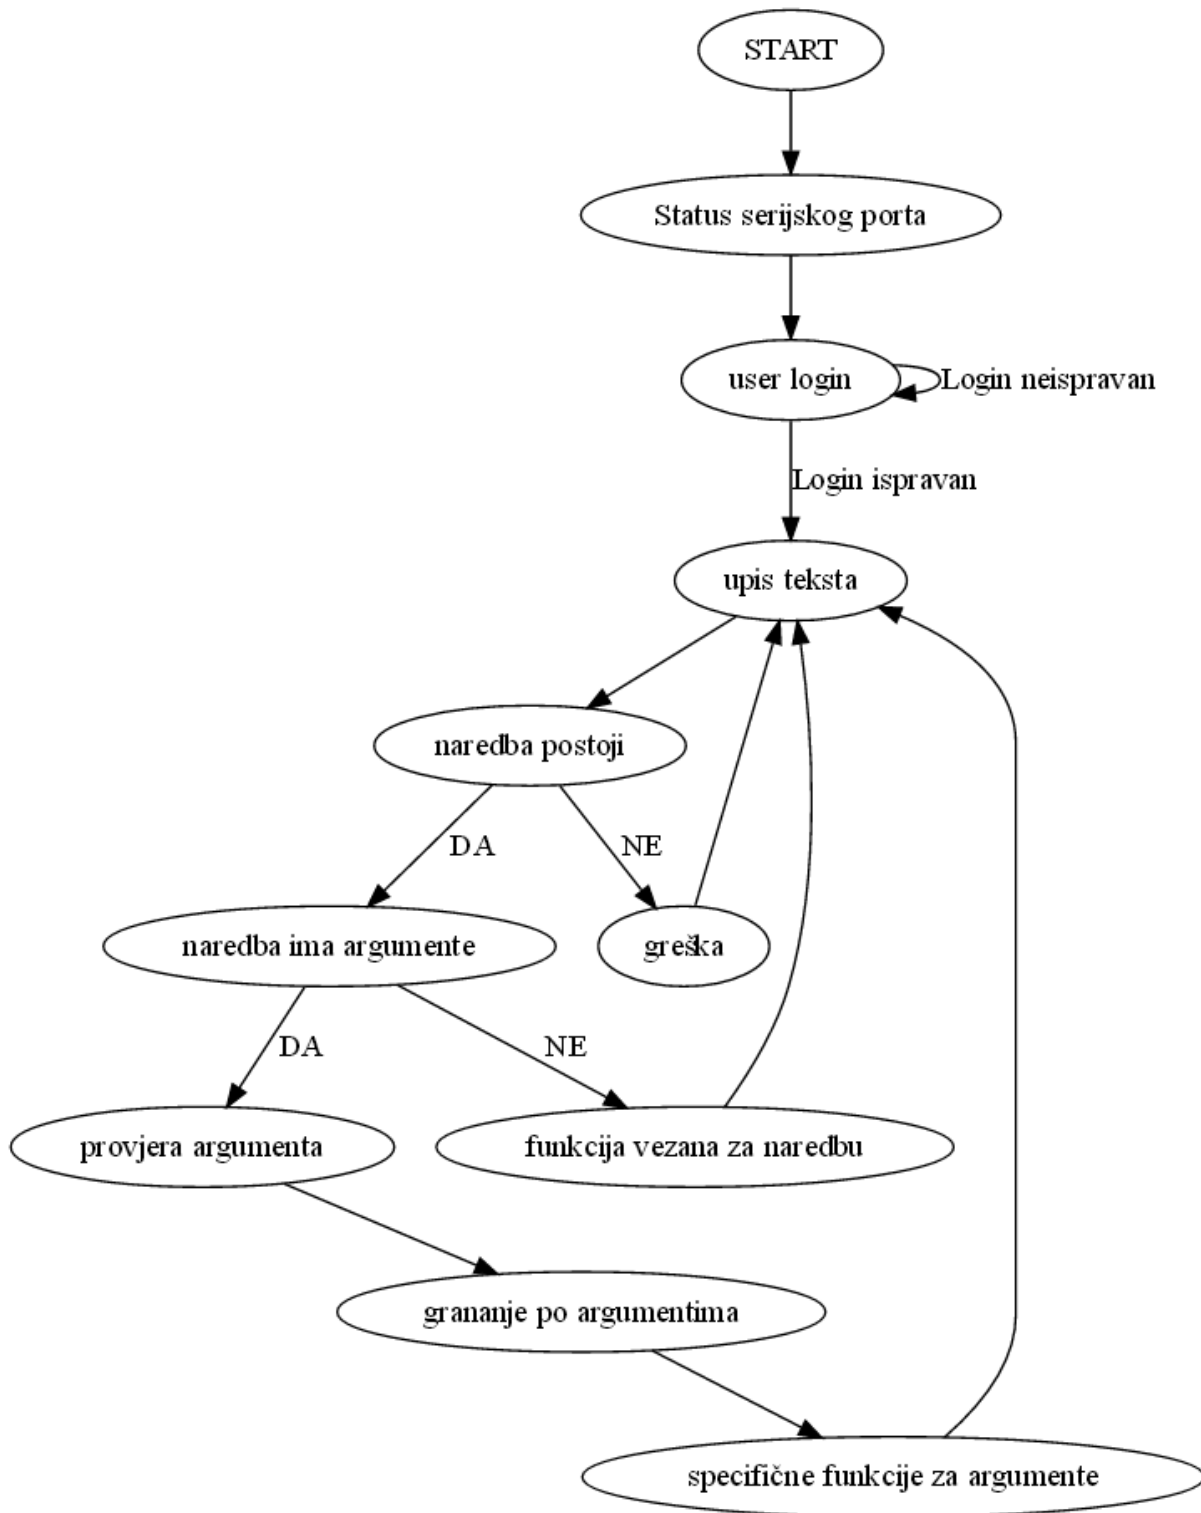 START
Status serijskog porta
user login
Login neispravan
Login ispravan
upis teksta
naredba postoji
DA
NE
naredba ima argumente
greška
DA
NE
provjera argumenta
funkcija vezana za naredbu
grananje po argumentima
specifične funkcije za argumente